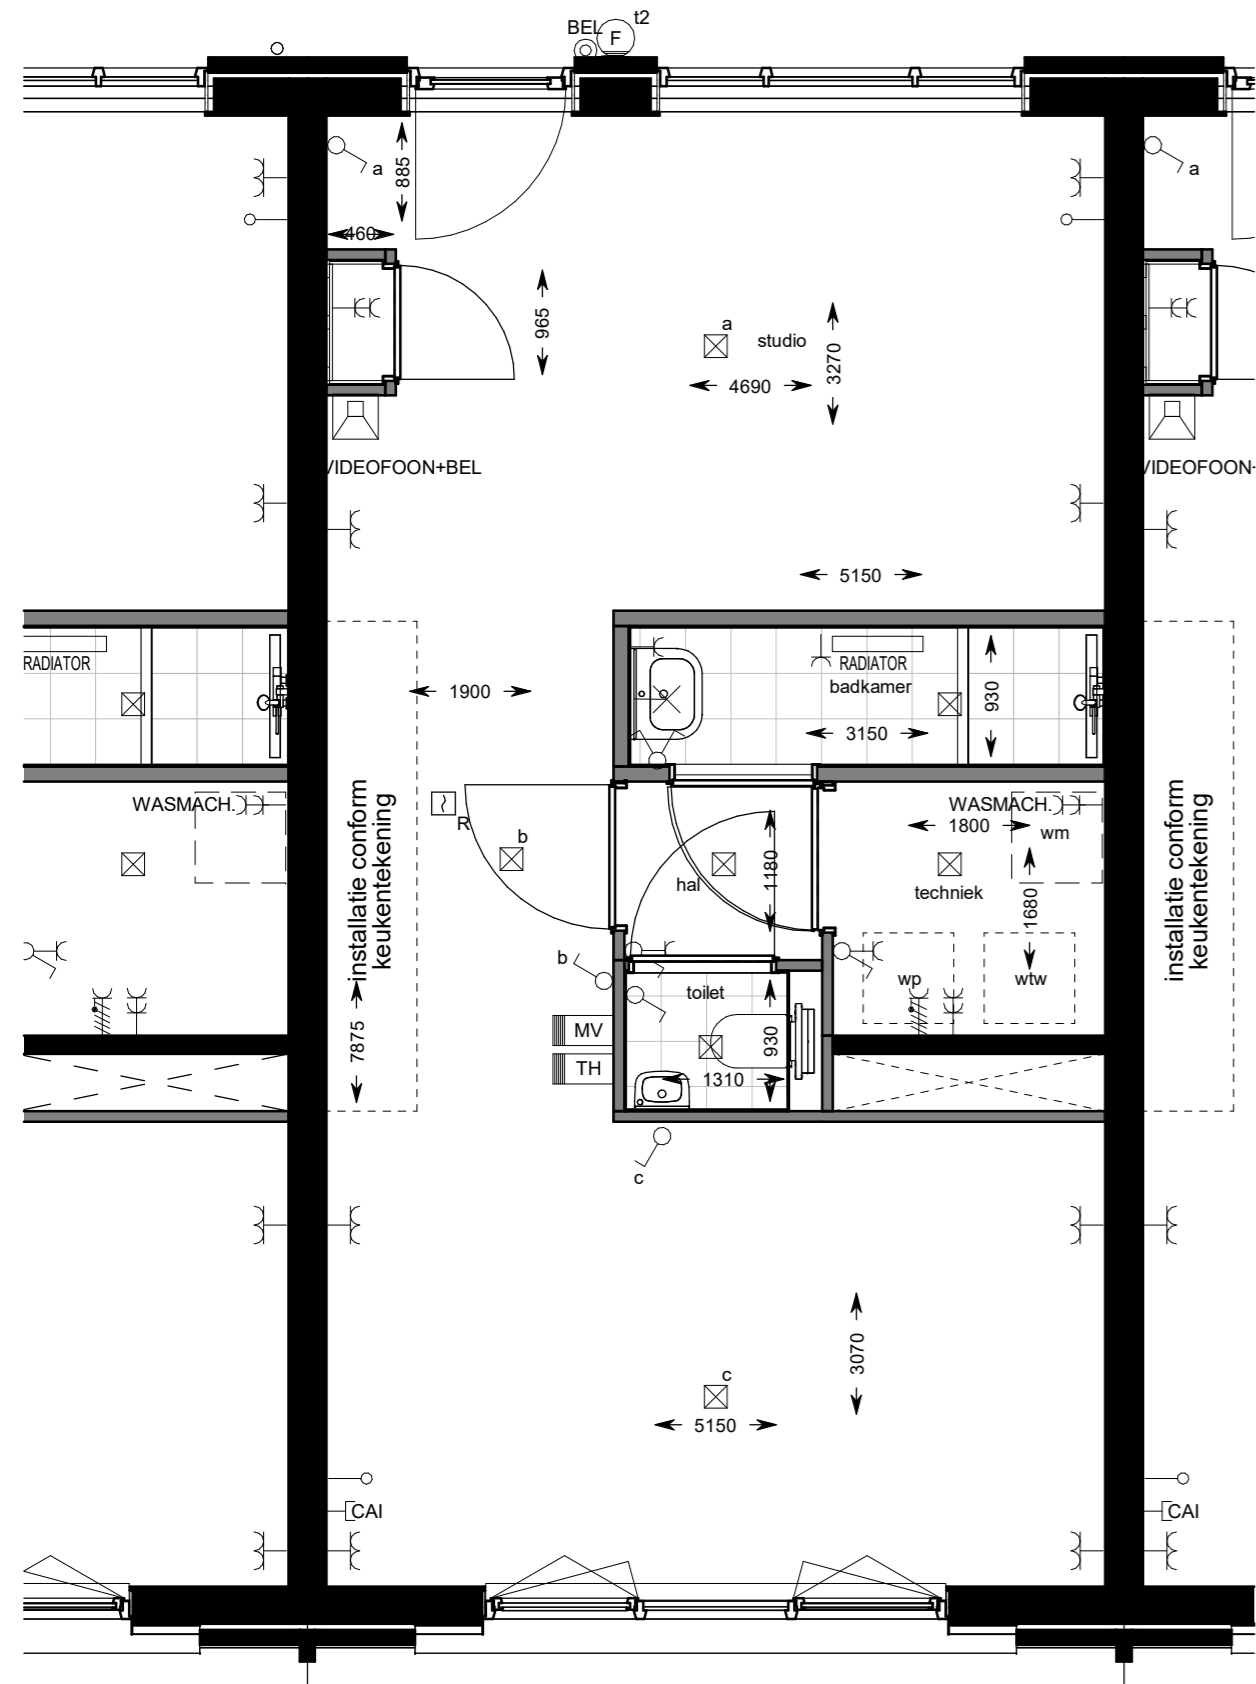 BEL
t2
F
a
885
a
460
965
a
studio
4690
3270
VIDEOFOON+BEL
VIDEOFOON+
5150
RADIATOR
RADIATOR
badkamer
930
1900
3150
installatie conform
keukentekening
installatie conform
keukentekening
WASMACH.
WASMACH.
1800
wm
R
b
hal
1180
techniek
1680
b
toilet
wp
wtw
7875
MV
930
TH
1310
c
3070
c
5150
CAI
CAI